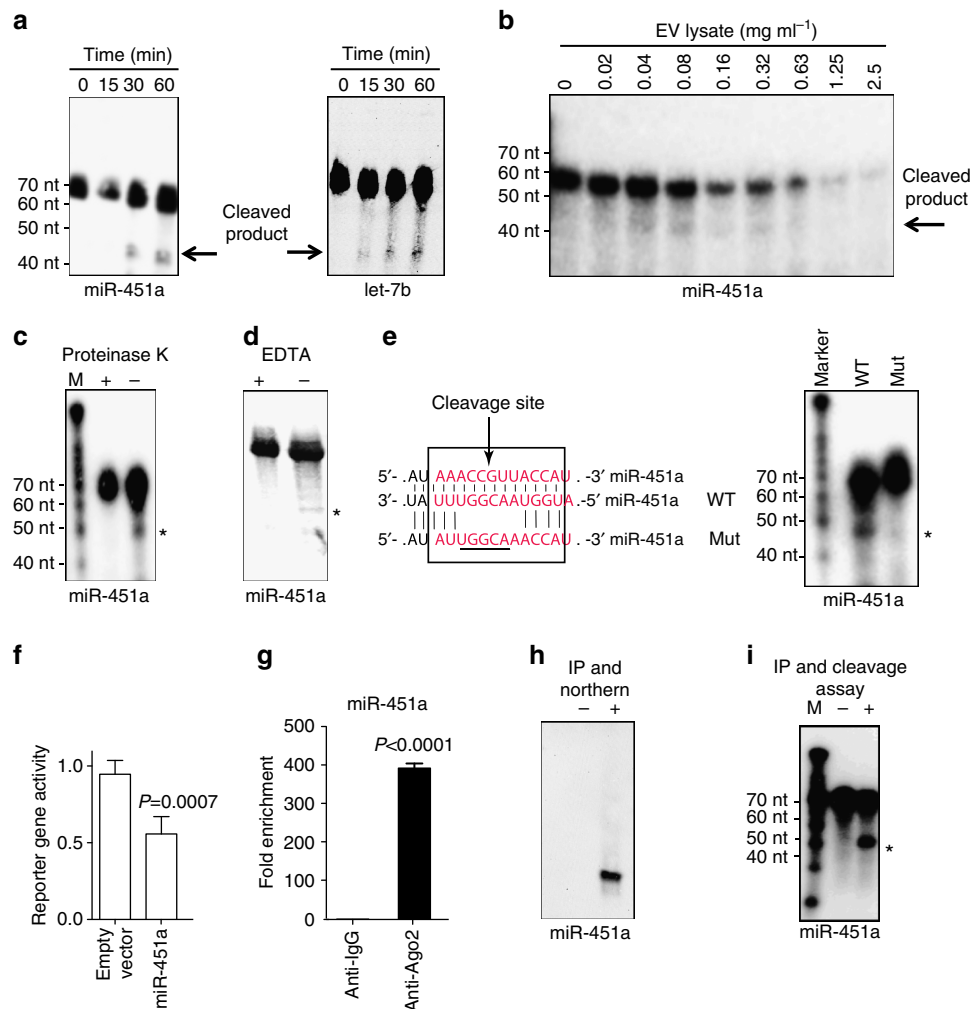 a
Time (min)
0 15 30 60
70 nt
60 nt
50 nt
40 nt
miR-451a
Cleaved
product
Time (min)
0 15 30 60
let-7b
b
EV lysate (mg ml⁻¹)
0 0.02 0.04 0.08 0.16 0.32 0.63 1.25 2.5
70 nt
60 nt
50 nt
40 nt
Cleaved
product
miR-451a
c
Proteinase K
M + −
70 nt
60 nt
50 nt
40 nt
*
miR-451a
d
EDTA
+ −
*
miR-451a
e
Cleavage site
5′- .AU AAACCGUUACCAU . -3′ miR-451a
3′- UA UUUGGCAAUGGUA.-5′ miR-451a WT
5′- .AU AUUGGCAAACCAU . -3′ miR-451a Mut
Marker WT Mut
70 nt
60 nt
50 nt
40 nt
*
miR-451a
f
Reporter gene activity
1.0
0.5
0.0
P=0.0007
Empty
vector
miR-451a
g
miR-451a
Fold enrichment
500
400
300
200
100
0
P<0.0001
Anti-IgG
Anti-Ago2
h
IP and
northern
− +
miR-451a
i
IP and cleavage
assay
M − +
70 nt
60 nt
50 nt
40 nt
*
miR-451a